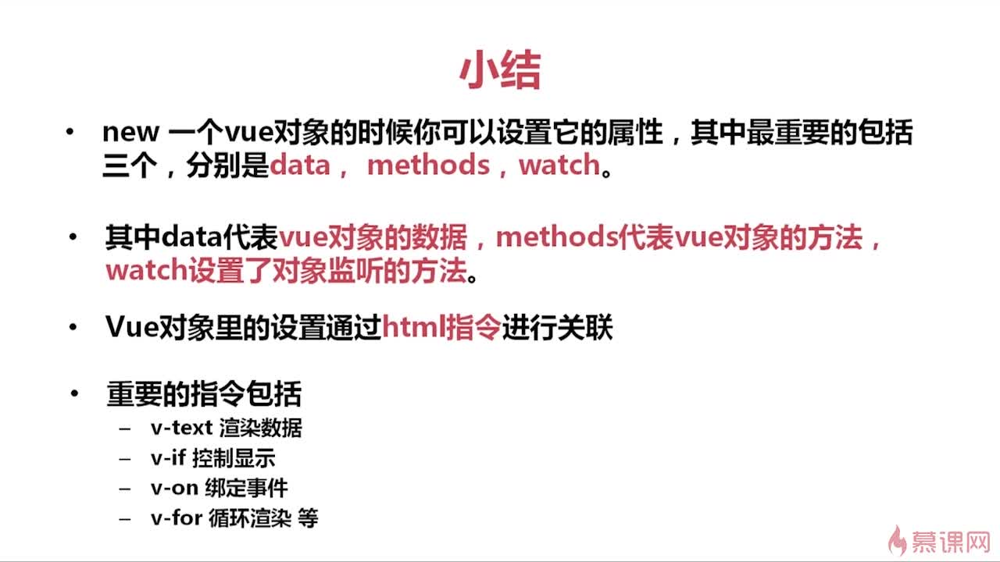 小结
• new 一个vue对象的时候你可以设置它的属性，其中最重要的包括
三个，分别是data， methods，watch。
• 其中data代表vue对象的数据，methods代表vue对象的方法，
watch设置了对象监听的方法。
• Vue对象里的设置通过html指令进行关联
• 重要的指令包括
– v-text 渲染数据
– v-if 控制显示
– v-on 绑定事件
– v-for 循环渲染 等
慕课网